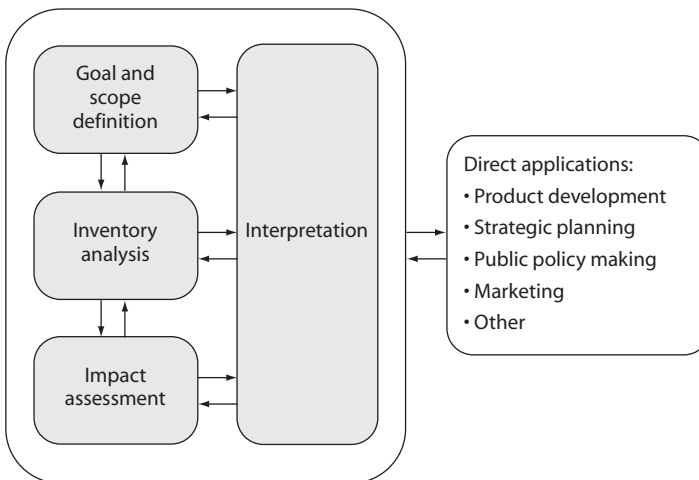 Goal and
scope
definition
Inventory
analysis
Impact
assessment
Interpretation
Direct applications:
• Product development
• Strategic planning
• Public policy making
• Marketing
• Other